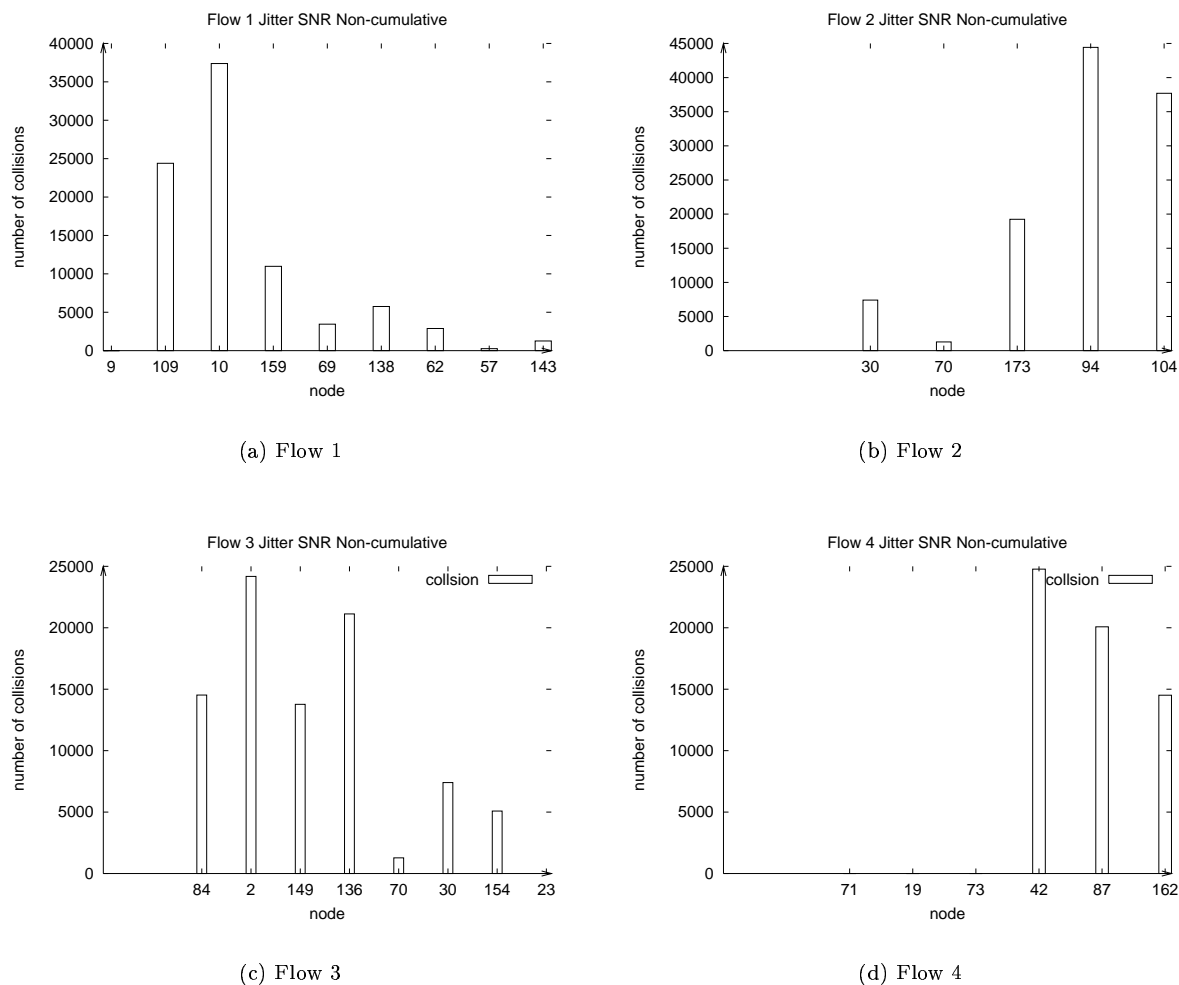 Flow 1 Jitter SNR Non-cumulative
40000
35000
30000
25000
20000
15000
10000
5000
0
number of collisions
9 109 10 159 69 138 62 57 143
node
(a) Flow 1
Flow 2 Jitter SNR Non-cumulative
45000
40000
35000
30000
25000
20000
15000
10000
5000
0
number of collisions
30 70 173 94 104
node
(b) Flow 2
Flow 3 Jitter SNR Non-cumulative
collsion
25000
20000
15000
10000
5000
0
number of collisions
84 2 149 136 70 30 154 23
node
(c) Flow 3
Flow 4 Jitter SNR Non-cumulative
collsion
25000
20000
15000
10000
5000
0
number of collisions
71 19 73 42 87 162
node
(d) Flow 4